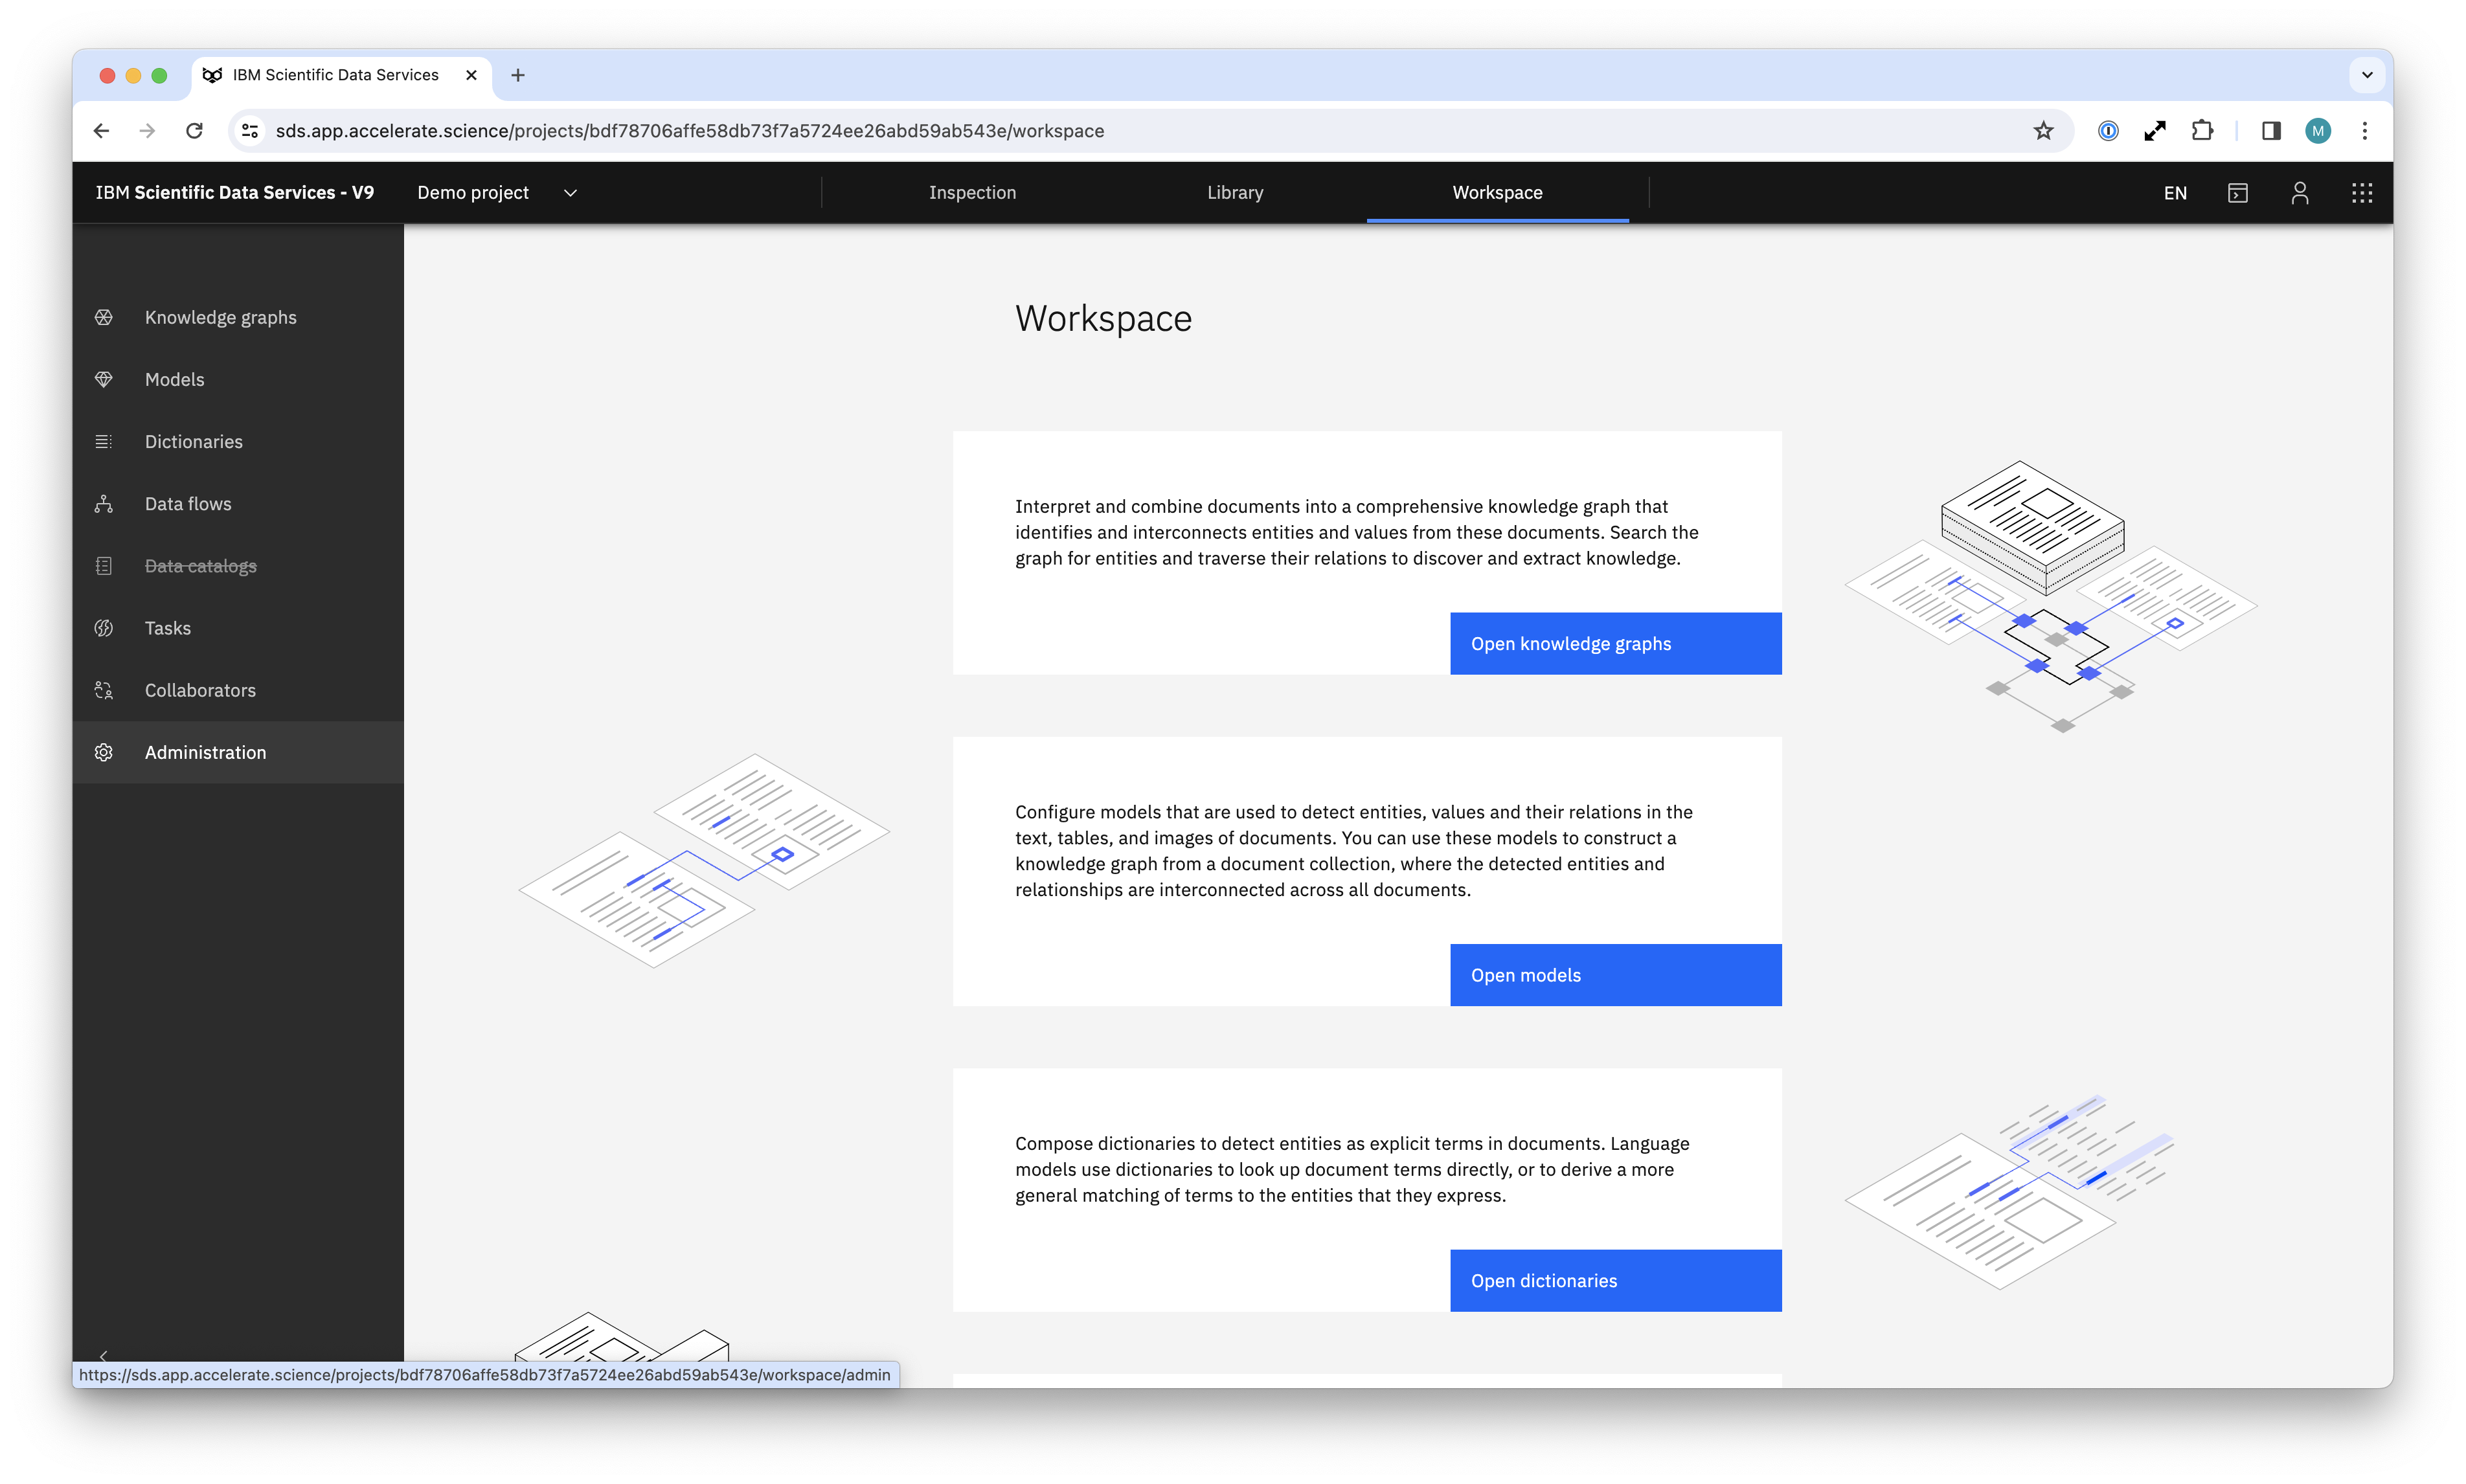 IBM Scientific Data Services
sds.app.accelerate.science/projects/bdf78706affe58db73f7a5724ee26abd59ab543e/workspace
M
IBM Scientific Data Services - V9
Demo project
Inspection
Library
Workspace
EN
Knowledge graphs
Models
Dictionaries
Data flows
Data catalogs
Tasks
Collaborators
Administration
Workspace
Interpret and combine documents into a comprehensive knowledge graph that
identifies and interconnects entities and values from these documents. Search the
graph for entities and traverse their relations to discover and extract knowledge.
Open knowledge graphs
Configure models that are used to detect entities, values and their relations in the
text, tables, and images of documents. You can use these models to construct a
knowledge graph from a document collection, where the detected entities and
relationships are interconnected across all documents.
Open models
Compose dictionaries to detect entities as explicit terms in documents. Language
models use dictionaries to look up document terms directly, or to derive a more
general matching of terms to the entities that they express.
Open dictionaries
https://sds.app.accelerate.science/projects/bdf78706affe58db73f7a5724ee26abd59ab543e/workspace/admin